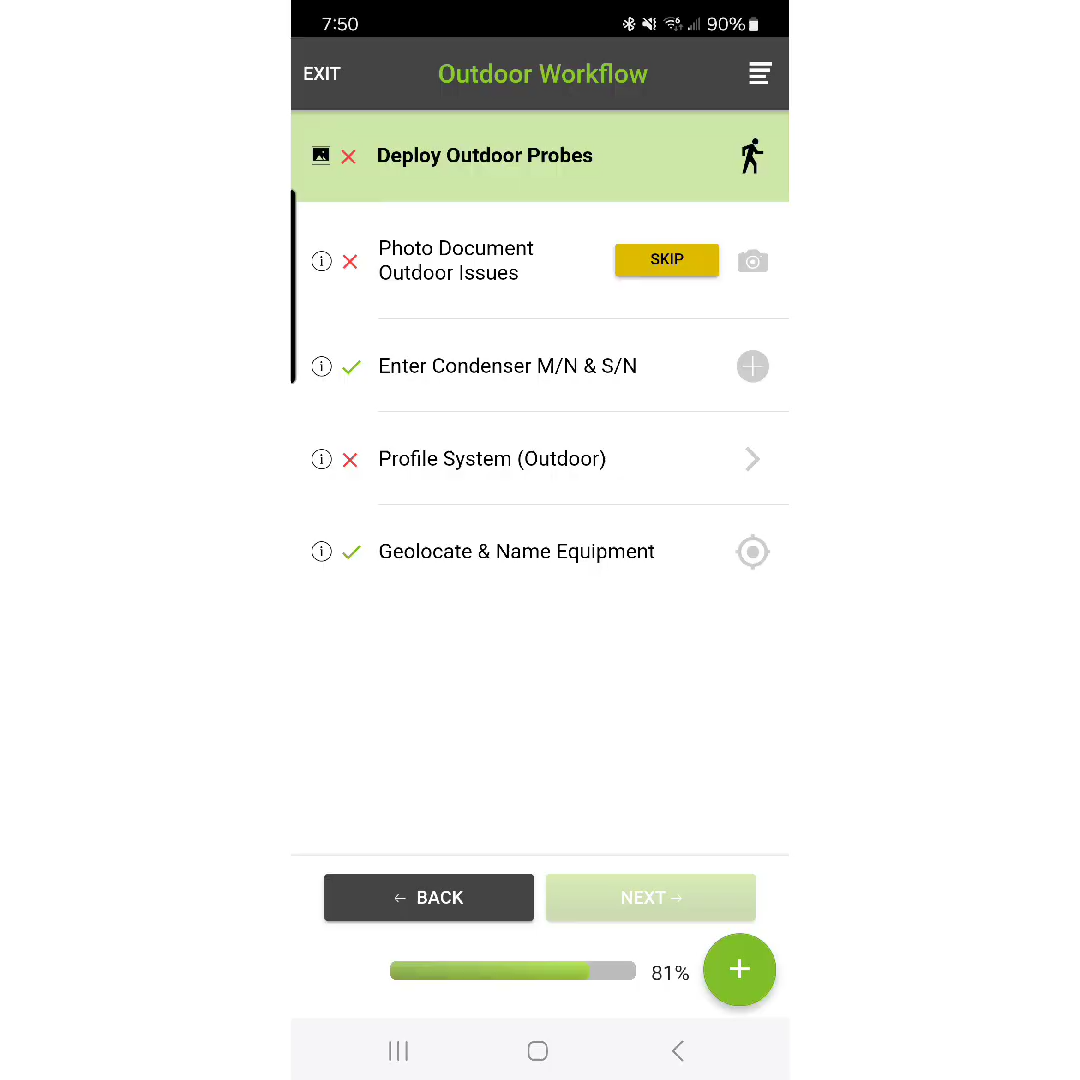 7:50 90%
EXIT Outdoor Workflow
Deploy Outdoor Probes
Photo Document
Outdoor Issues
SKIP
Enter Condenser M/N & S/N
Profile System (Outdoor)
Geolocate & Name Equipment
← BACK NEXT →
81% +